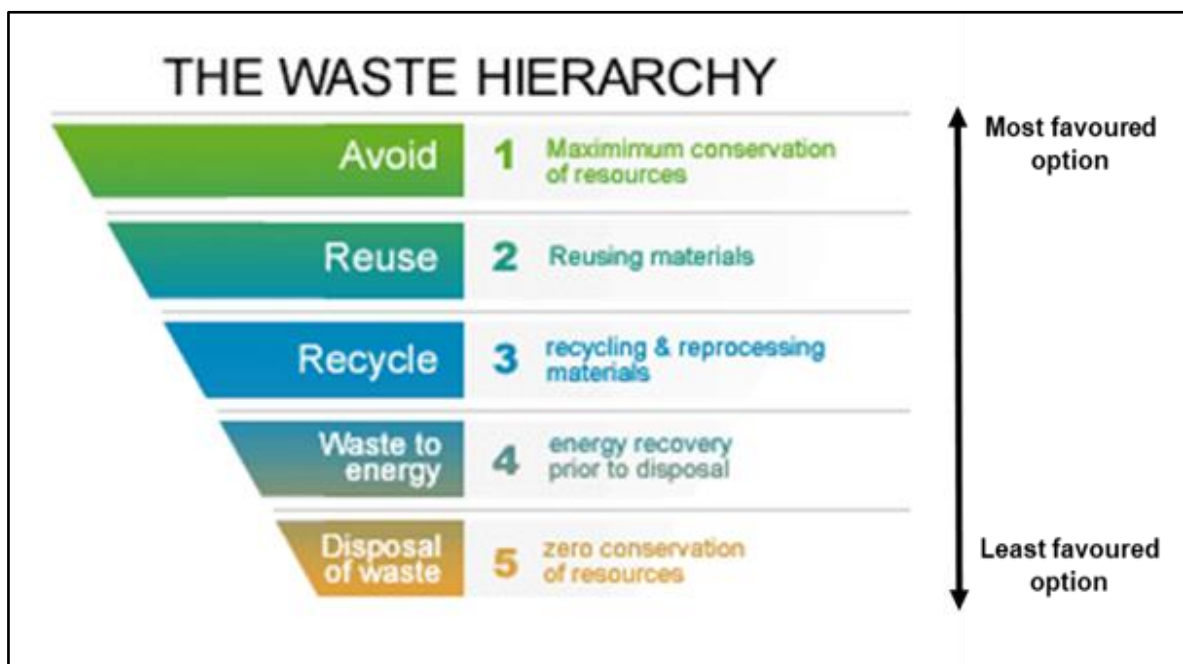 THE WASTE HIERARCHY
Most favoured
option
Avoid
1
Maximimum conservation
of resources
Reuse
2
Reusing materials
Recycle
3
recycling & reprocessing
materials
Waste to
energy
4
energy recovery
prior to disposal
Disposal
of waste
5
zero conservation
of resources
Least favoured
option